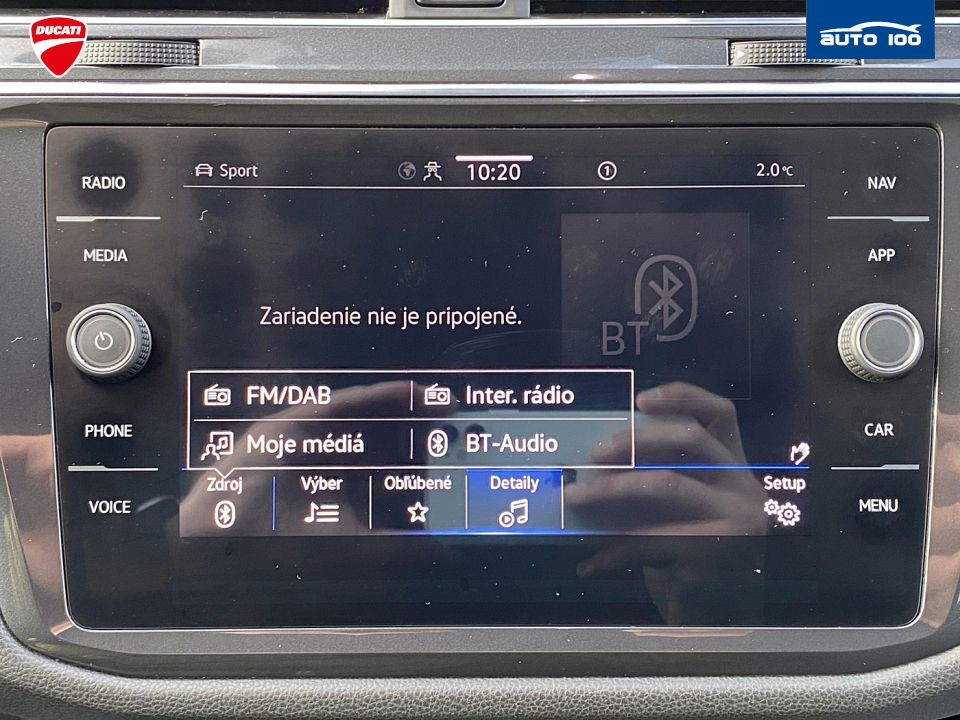 DUCATI
AUTO 100
RADIO
MEDIA
PHONE
VOICE
Sport
10:20
1
2.0°C
Zariadenie nie je pripojené.
BT
FM/DAB
Inter. rádio
Moje médiá
BT-Audio
Zdroj
Výber
Obľúbené
Detaily
Setup
NAV
APP
CAR
MENU